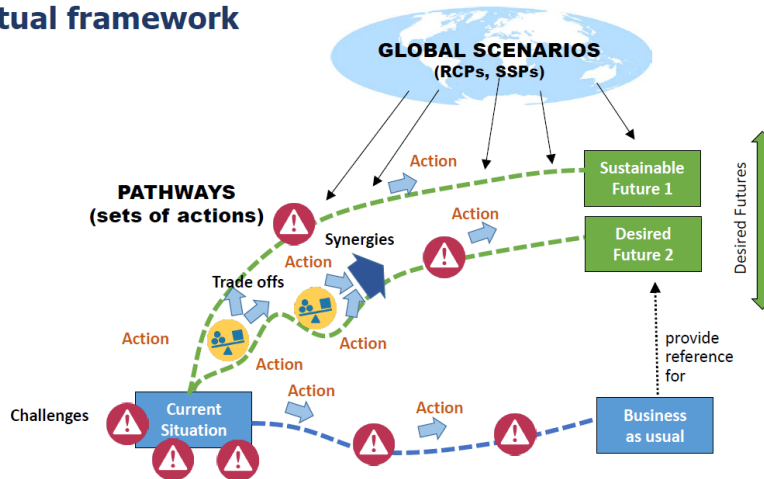 tual framework
GLOBAL SCENARIOS
(RCPs, SSPs)
Action
PATHWAYS
(sets of actions)
Sustainable
Future 1
Action
Synergies
Desired
Future 2
Desired Futures
Action
Trade offs
Action
Action
Action
provide
reference
for
Action
Action
Challenges
Current
Situation
Business
as usual